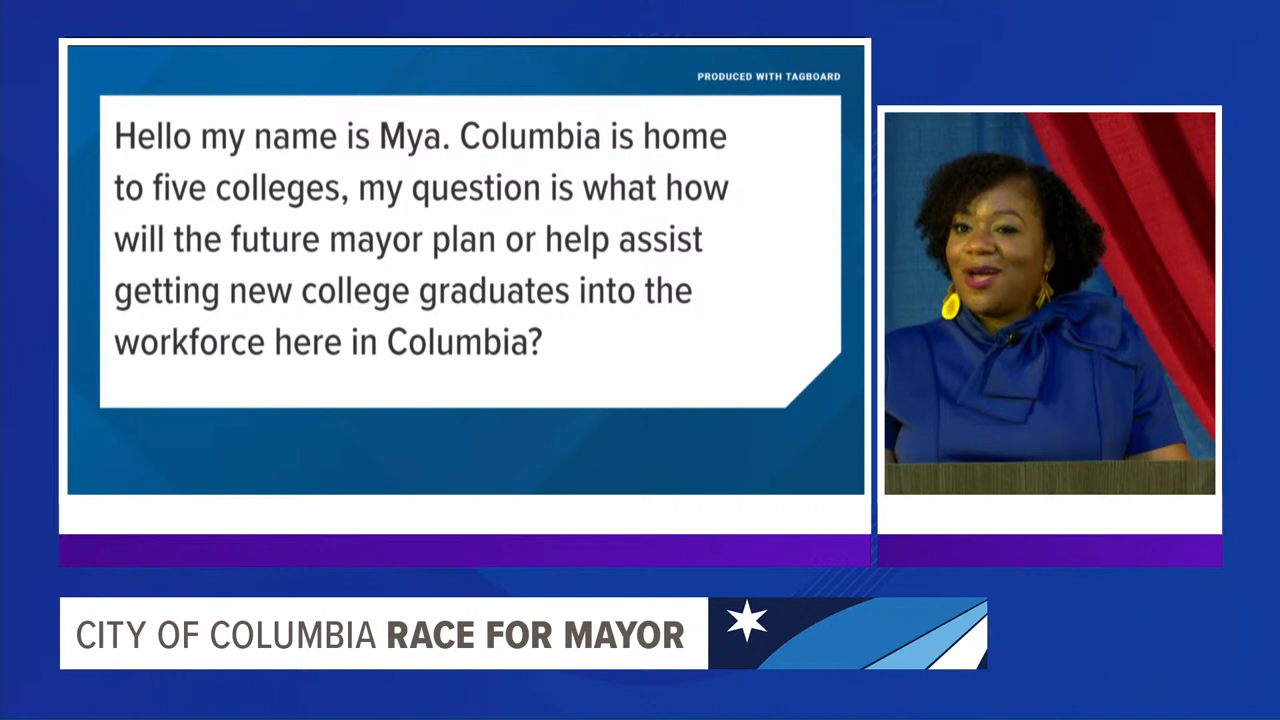 PRODUCED WITH TAGBOARD
Hello my name is Mya. Columbia is home
to five colleges, my question is what how
will the future mayor plan or help assist
getting new college graduates into the
workforce here in Columbia?
CITY OF COLUMBIA RACE FOR MAYOR